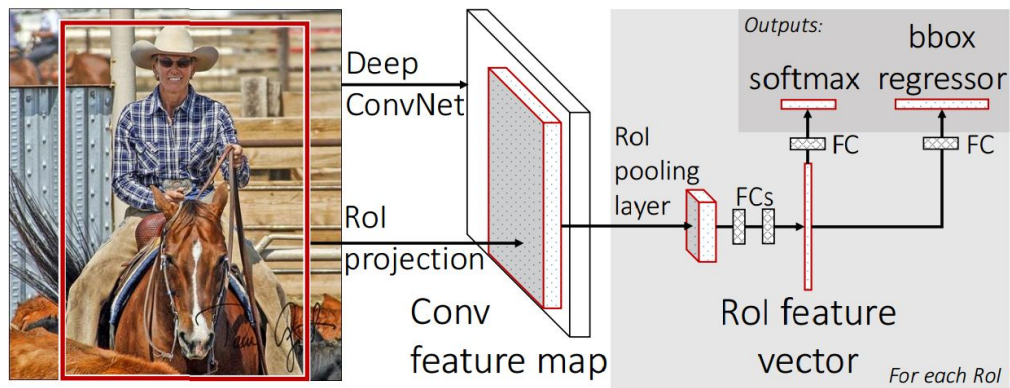 Deep
ConvNet
RoI
projection
Conv
feature map
RoI
pooling
layer
FCs
Outputs:
softmax
bbox
regressor
FC
FC
RoI feature
vector
For each RoI